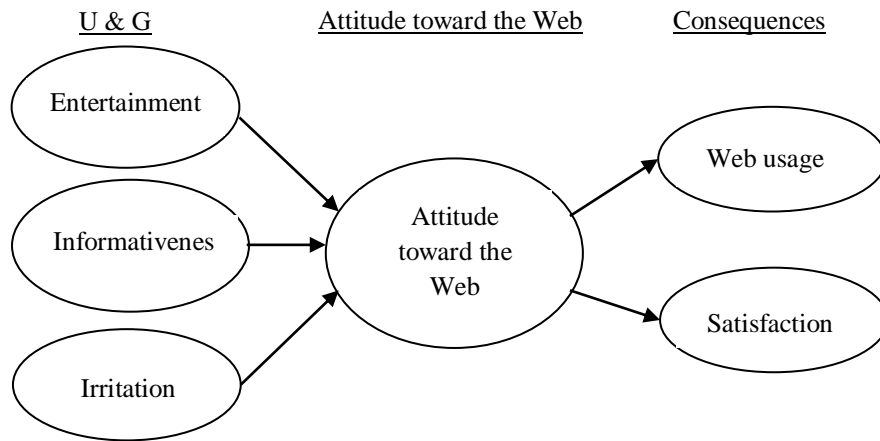 U & G
Attitude toward the Web
Consequences
Entertainment
Informativenes
Irritation
Attitude
toward the
Web
Web usage
Satisfaction